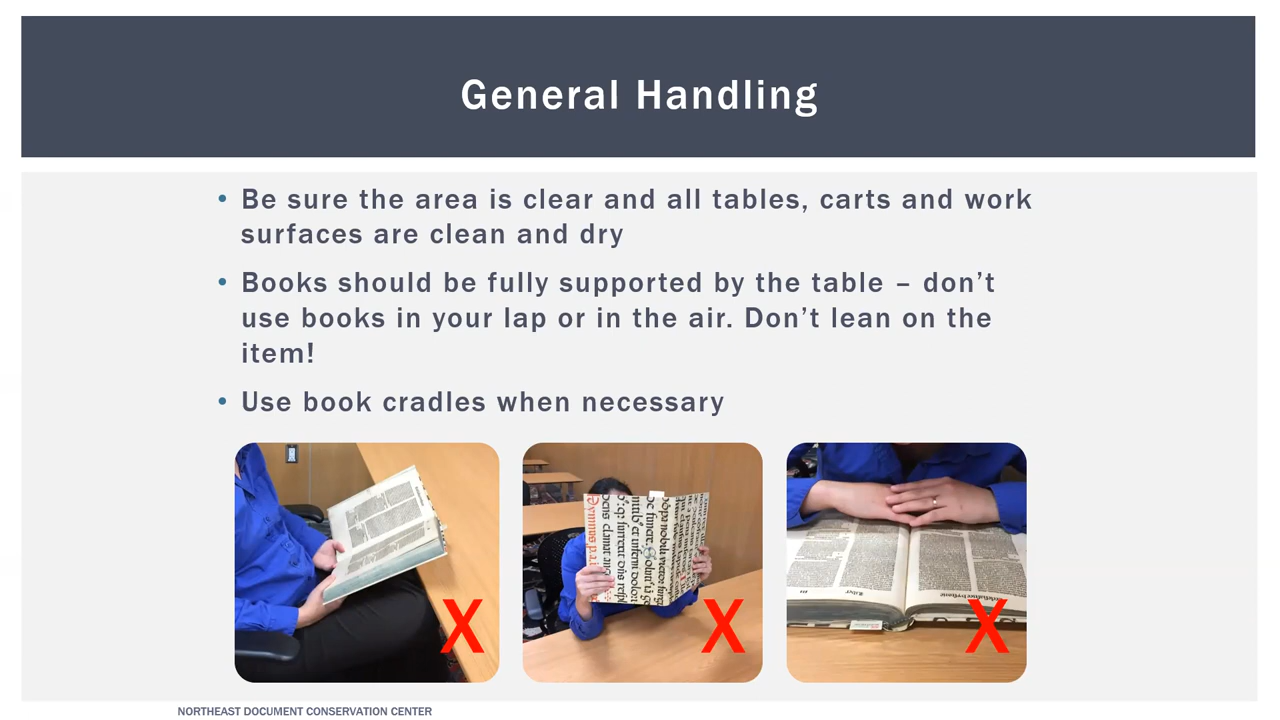 General Handling
• Be sure the area is clear and all tables, carts and work
surfaces are clean and dry
• Books should be fully supported by the table – don’t
use books in your lap or in the air. Don’t lean on the
item!
• Use book cradles when necessary
X X X
NORTHEAST DOCUMENT CONSERVATION CENTER